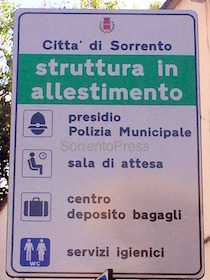 Citta' di Sorrento
struttura in
allestimento
presidio
Polizia Municipale
SorrentoPress
sala di attesa
centro
deposito bagagli
WC
servizi igienici